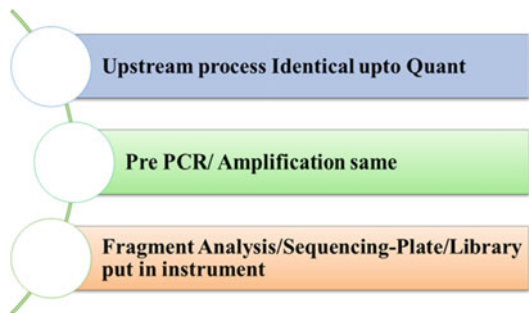 Upstream process Identical upto Quant
Pre PCR/ Amplification same
Fragment Analysis/Sequencing-Plate/Library
put in instrument